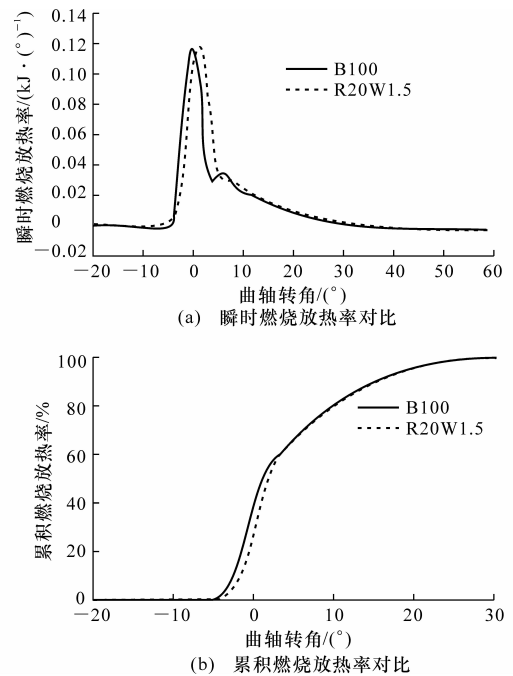 瞬时燃烧放热率/(kJ·(°)⁻¹)
0.14
0.12
0.10
0.08
0.06
0.04
0.02
0
−0.02
B100
R20W1.5
−20 −10 0 10 20 30 40 50 60
曲轴转角/(°)
(a) 瞬时燃烧放热率对比
累积燃烧放热率/%
100
80
60
40
20
0
B100
R20W1.5
−20 −10 0 10 20 30
曲轴转角/(°)
(b) 累积燃烧放热率对比